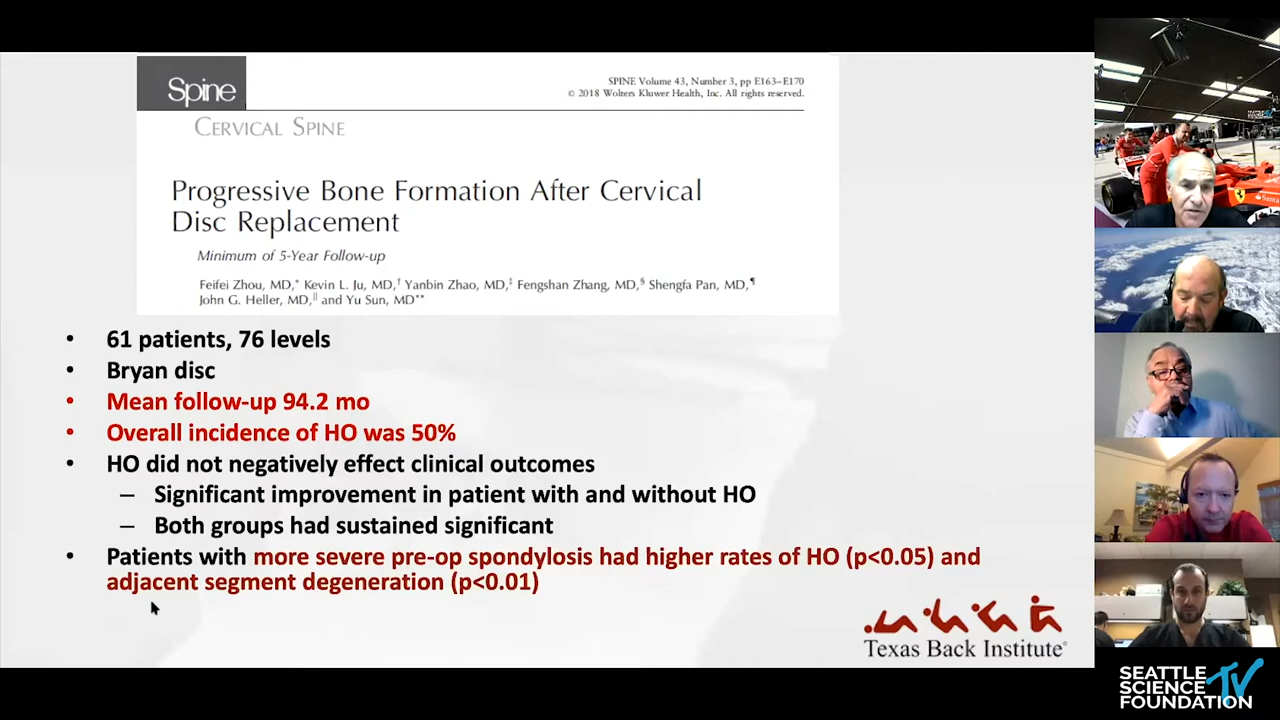 Spine
SPINE Volume 43, Number 3, pp E163–E170
© 2018 Wolters Kluwer Health, Inc. All rights reserved.
CERVICAL SPINE
Progressive Bone Formation After Cervical
Disc Replacement
Minimum of 5-Year Follow-up
Feifei Zhou, MD,* Kevin L. Ju, MD,† Yanbin Zhao, MD,‡ Fengshan Zhang, MD,§ Shengfa Pan, MD,¶
John G. Heller, MD,|| and Yu Sun, MD**
• 61 patients, 76 levels
• Bryan disc
• Mean follow-up 94.2 mo
• Overall incidence of HO was 50%
• HO did not negatively effect clinical outcomes
– Significant improvement in patient with and without HO
– Both groups had sustained significant
• Patients with more severe pre-op spondylosis had higher rates of HO (p<0.05) and
adjacent segment degeneration (p<0.01)
Texas Back Institute®
SEATTLE
SCIENCE
FOUNDATION
TV
Santa